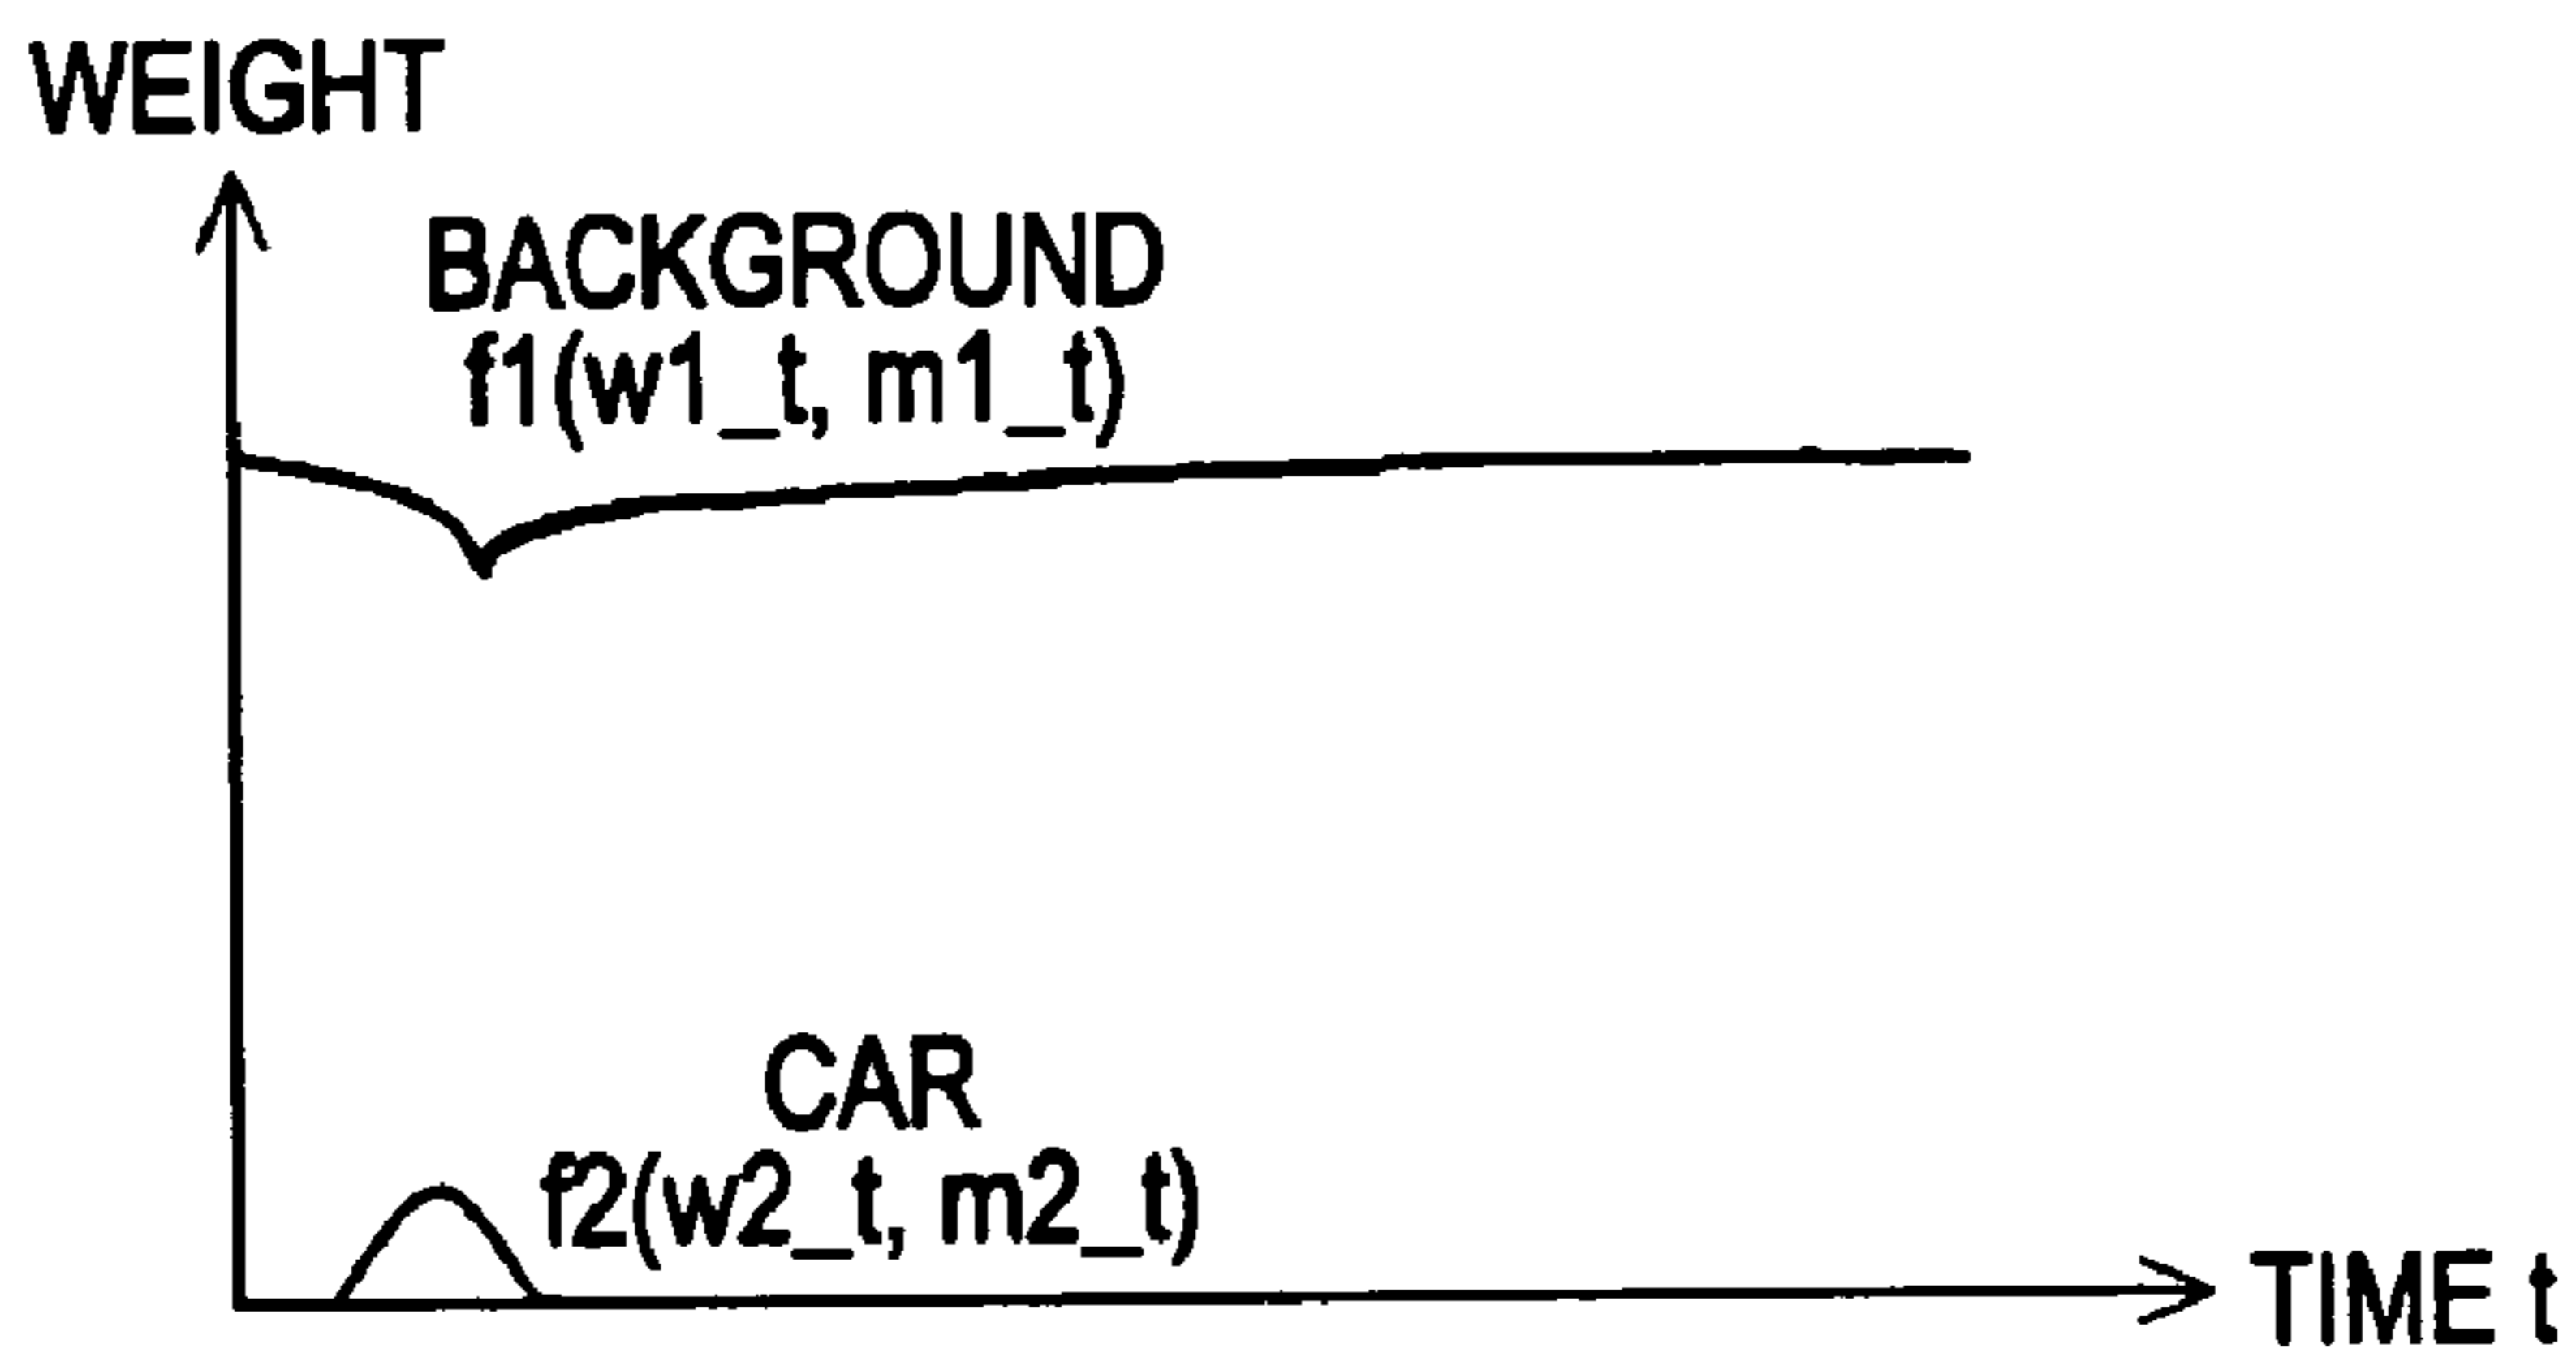 WEIGHT
BACKGROUND
f1(w1_t, m1_t)
CAR
f2(w2_t, m2_t)
TIME t